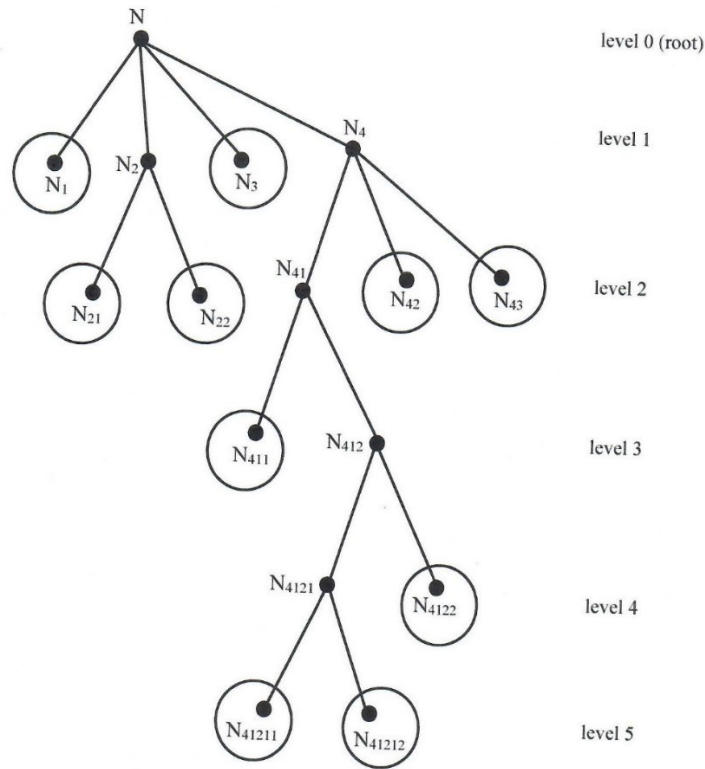 N
level 0 (root)
N₄
level 1
N₁
N₂
N₃
N₄₁
level 2
N₂₁
N₂₂
N₄₂
N₄₃
N₄₁₁
N₄₁₂
level 3
N₄₁₂₁
N₄₁₂₂
level 4
N₄₁₂₁₁
N₄₁₂₁₂
level 5